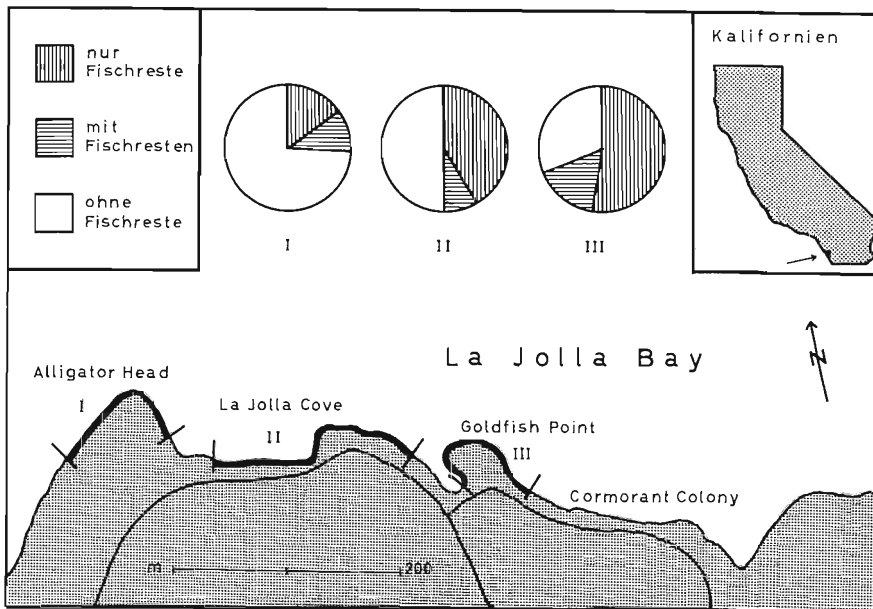 nur
Fischreste
mit
Fischresten
ohne
Fischreste
I
II
III
Kalifornien
N
La Jolla Bay
Alligator Head
I
La Jolla Cove
II
Goldfish Point
III
Cormorant Colony
m
200